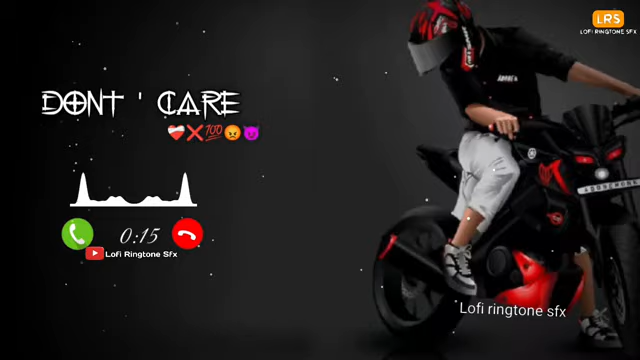 LRS
LOFI RINGTONE SFX
DONT ' CARE
0:15
Lofi Ringtone Sfx
Lofi ringtone sfx